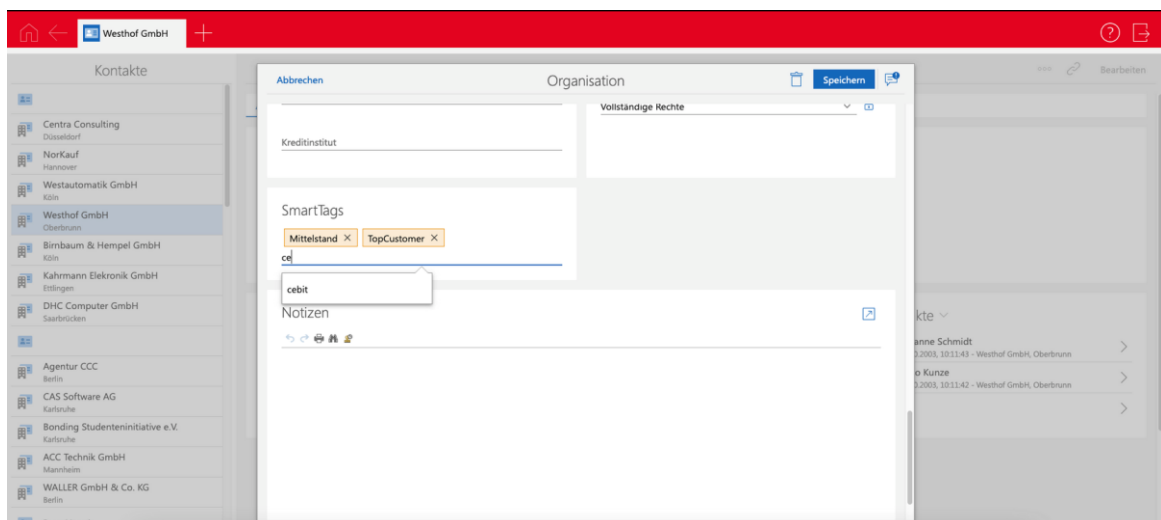 Westhof GmbH
Kontakte
Bearbeiten
Centra Consulting
Düsseldorf
NorKauf
Hannover
Westautomatik GmbH
Köln
Westhof GmbH
Oberbrunn
Birnbaum & Hempel GmbH
Köln
Kahrmann Elekronik GmbH
Ettlingen
DHC Computer GmbH
Saarbrücken
Agentur CCC
Berlin
CAS Software AG
Karlsruhe
Bonding Studenteninitiative e.V.
Karlsruhe
ACC Technik GmbH
Mannheim
WALLER GmbH & Co. KG
Berlin
Abbrechen
Organisation
Speichern
Vollständige Rechte
Kreditinstitut
SmartTags
Mittelstand
TopCustomer
ce
cebit
Notizen
kte
anne Schmidt
.2003, 10:11:43 - Westhof GmbH, Oberbrunn
o Kunze
.2003, 10:11:42 - Westhof GmbH, Oberbrunn